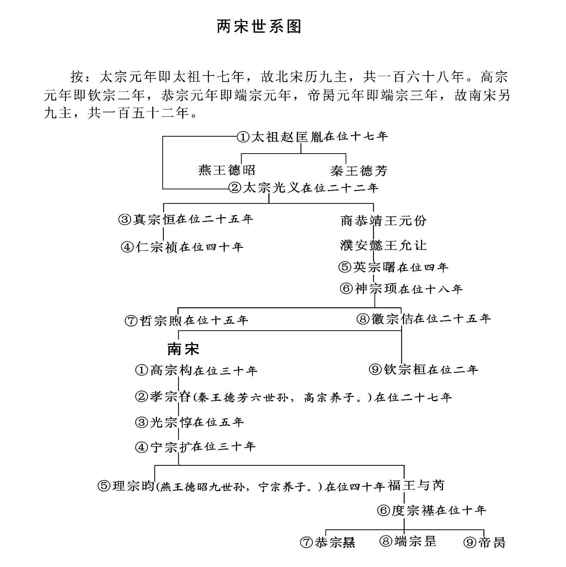 两宋世系图
按：太宗元年即太祖十七年，故北宋历九主，共一百六十八年。高宗
元年即钦宗二年，恭宗元年即端宗元年，帝昺元年即端宗三年，故南宋另
九主，共一百五十二年。
①太祖赵匡胤在位十七年
燕王德昭
秦王德芳
②太宗光义在位二十二年
③真宗恒在位二十五年
商恭靖王元份
④仁宗祯在位四十年
濮安懿王允让
⑤英宗曙在位四年
⑥神宗顼在位十八年
⑦哲宗煦在位十五年
⑧徽宗佶在位二十五年
南宋
①高宗构在位三十年
⑨钦宗桓在位二年
②孝宗眘(秦王德芳六世孙，高宗养子。)在位二十七年
③光宗惇在位五年
④宁宗扩在位三十年
⑤理宗昀(燕王德昭九世孙，宁宗养子。)在位四十年
福王与芮
⑥度宗禥在位十年
⑦恭宗㬎
⑧端宗昰
⑨帝昺